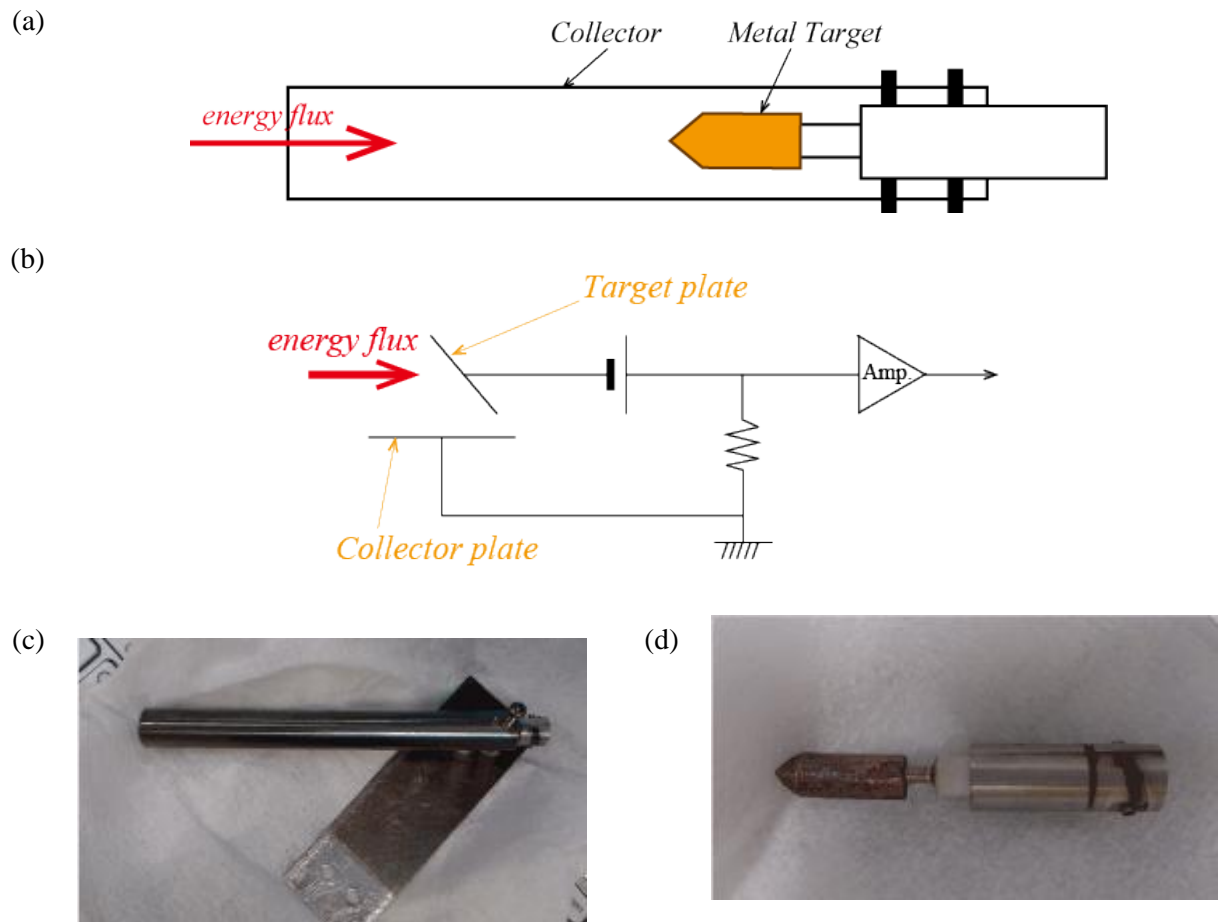 (a)
Collector
Metal Target
energy flux
(b)
Target plate
energy flux
Amp.
Collector plate
(c)
(d)